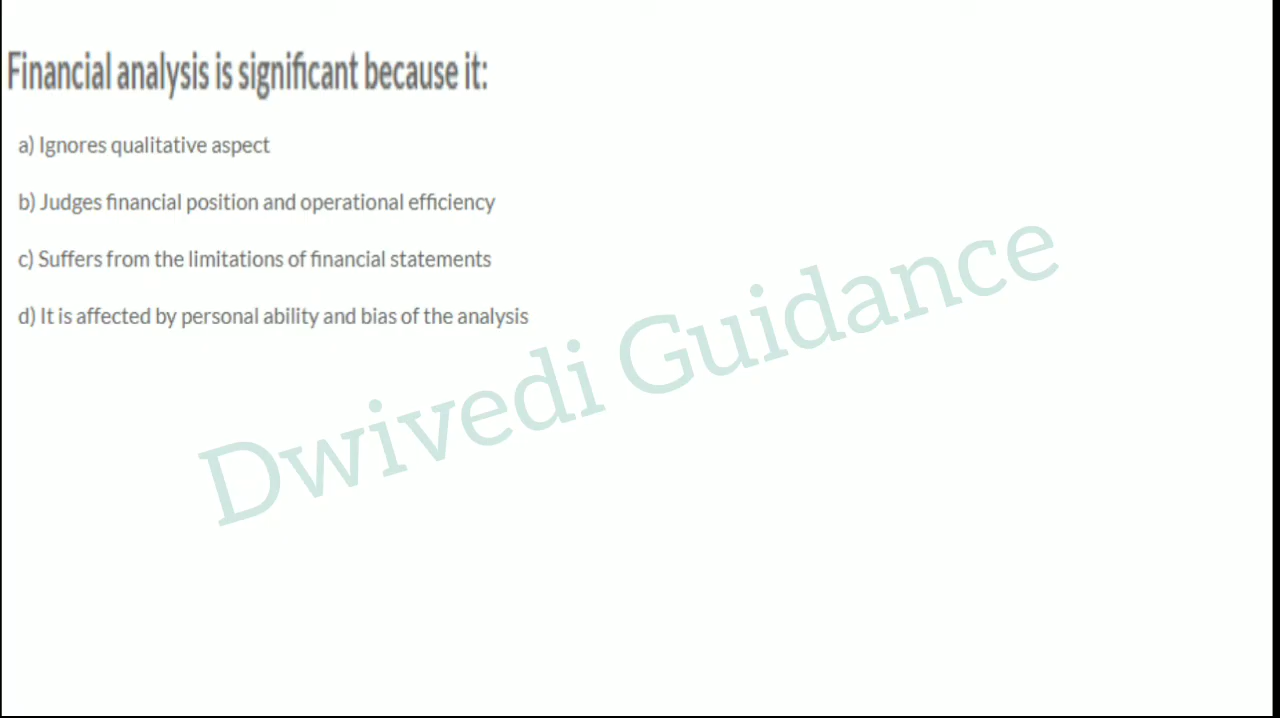 Financial analysis is significant because it:
a) Ignores qualitative aspect
b) Judges financial position and operational efficiency
c) Suffers from the limitations of financial statements
d) It is affected by personal ability and bias of the analysis
Dwivedi Guidance